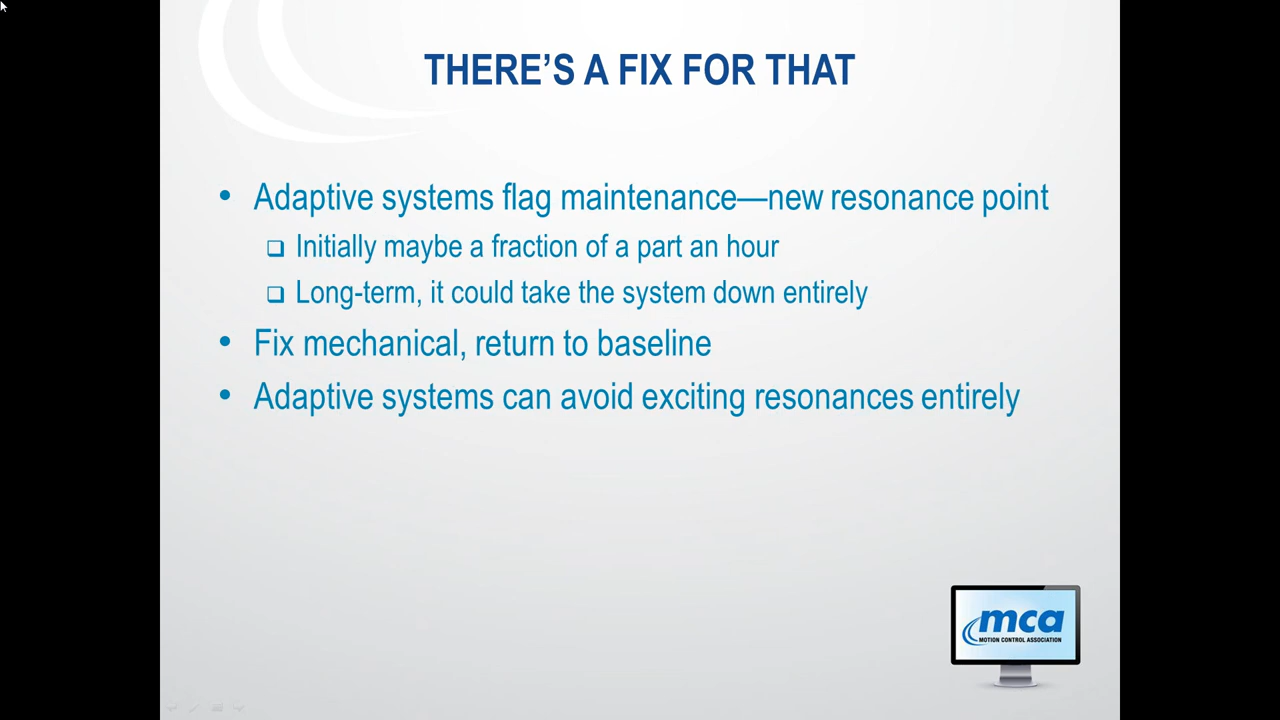 THERE’S A FIX FOR THAT
• Adaptive systems flag maintenance—new resonance point
❑ Initially maybe a fraction of a part an hour
❑ Long-term, it could take the system down entirely
• Fix mechanical, return to baseline
• Adaptive systems can avoid exciting resonances entirely
mca
MOTION CONTROL ASSOCIATION